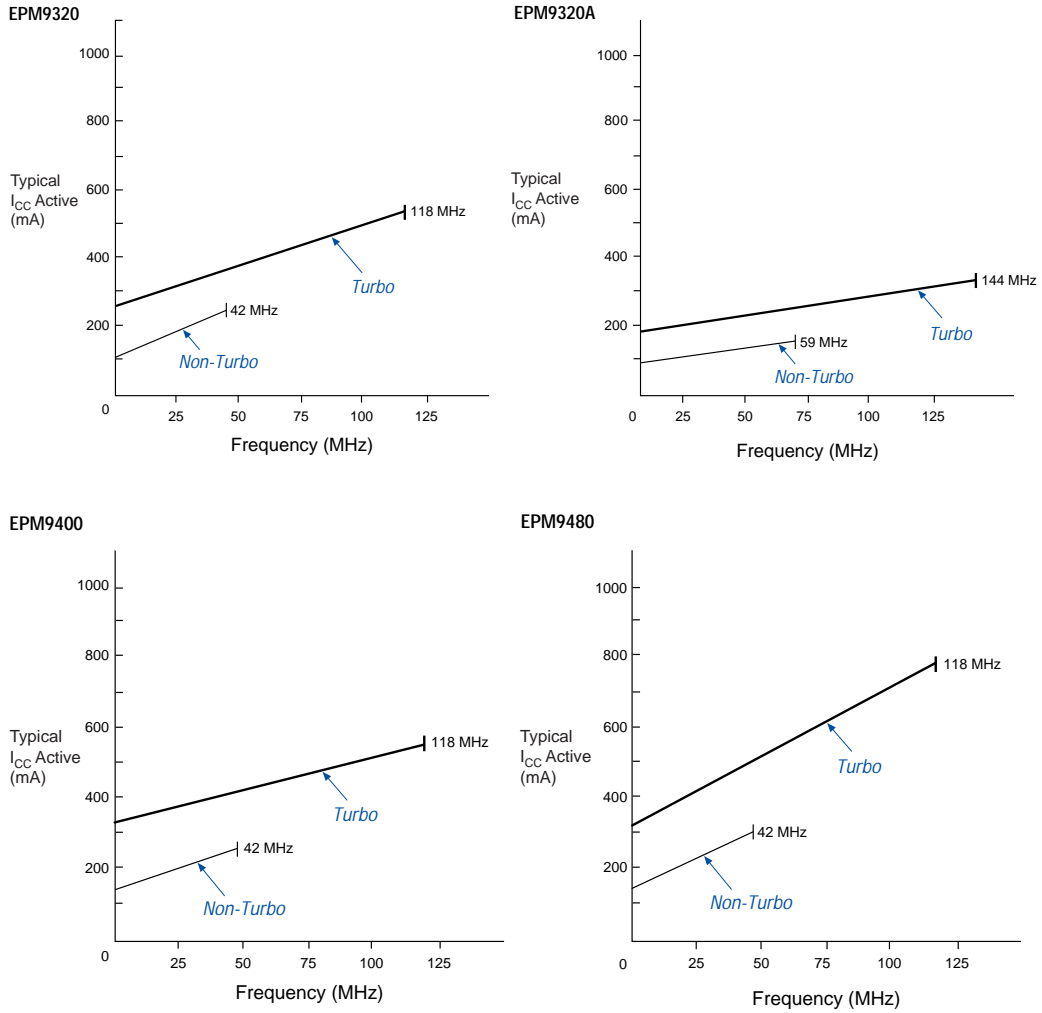 EPM9320
1000
800
600
400
200
0
Typical
ICC Active
(mA)
118 MHz
Turbo
42 MHz
Non-Turbo
25 50 75 100 125
Frequency (MHz)
EPM9320A
1000
800
600
400
200
0
Typical
ICC Active
(mA)
144 MHz
Turbo
59 MHz
Non-Turbo
25 50 75 100 125
Frequency (MHz)
EPM9400
1000
800
600
400
200
0
Typical
ICC Active
(mA)
118 MHz
Turbo
42 MHz
Non-Turbo
25 50 75 100 125
Frequency (MHz)
EPM9480
1000
800
600
400
200
0
Typical
ICC Active
(mA)
118 MHz
Turbo
42 MHz
Non-Turbo
25 50 75 100 125
Frequency (MHz)